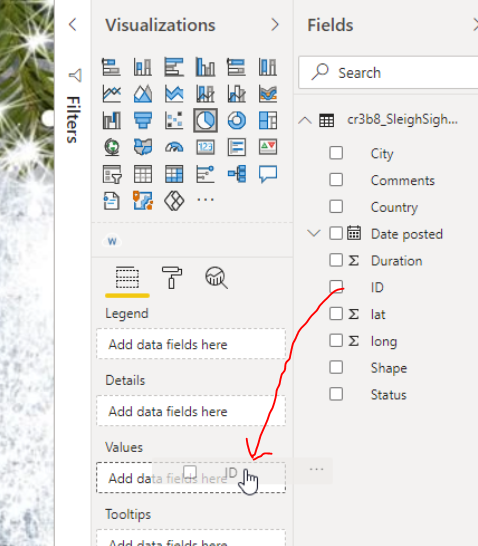 Visualizations
Fields
Filters
Search
cr3b8_SleighSigh...
City
Comments
Country
Date posted
Σ Duration
ID
Σ lat
Σ long
Shape
Status
123
W
Legend
Add data fields here
Details
Add data fields here
Values
Add data fields here
ID
Tooltips
Add data fields here